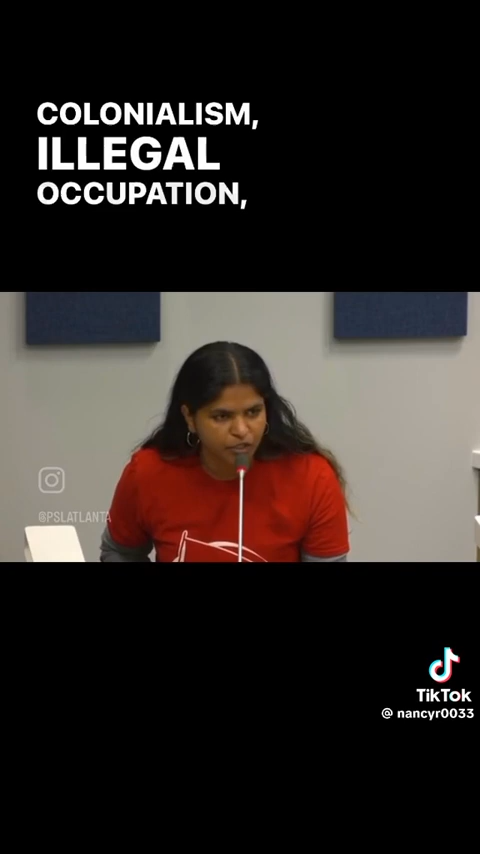 COLONIALISM,
ILLEGAL
OCCUPATION,
@PSLATLANTA
TikTok
@ nancyr0033